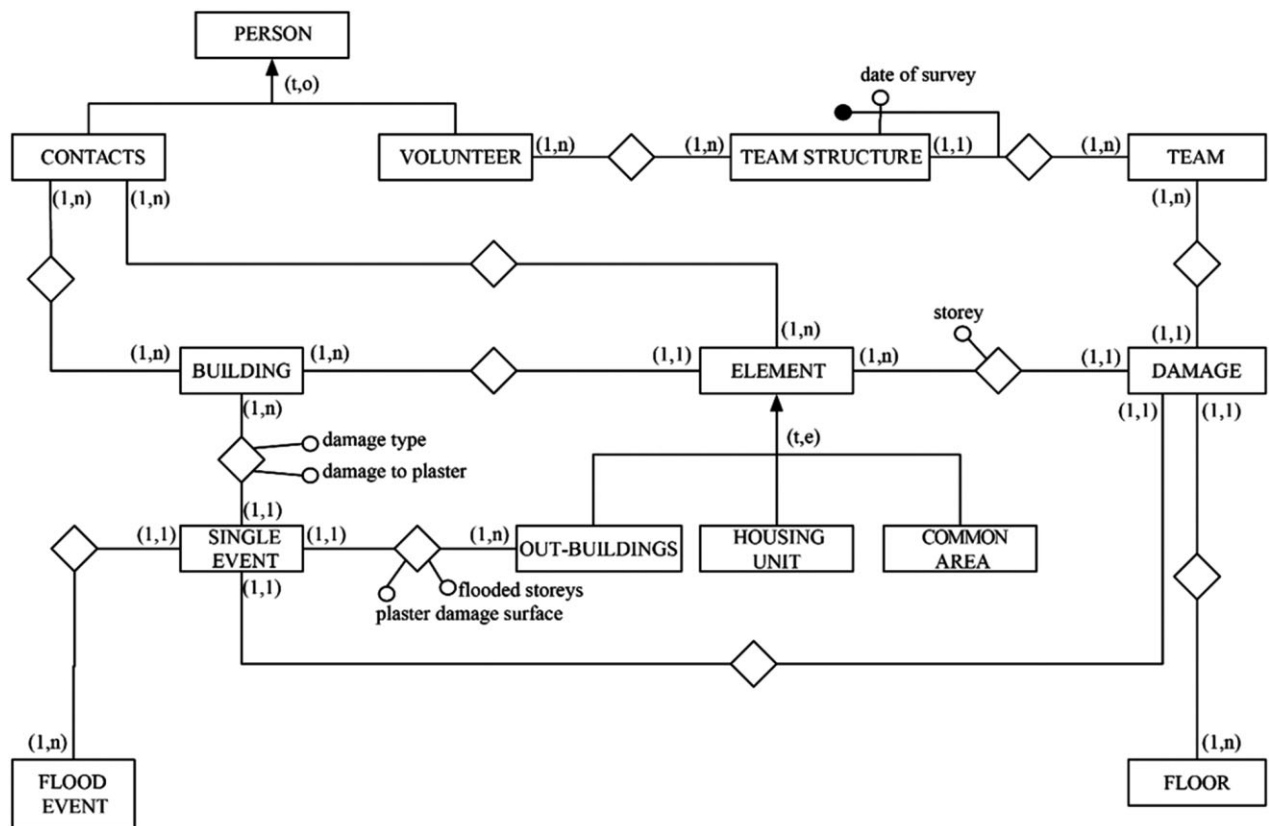 PERSON
(t,o)
date of survey
CONTACTS
VOLUNTEER
(1,n)
(1,n)
TEAM STRUCTURE
(1,1)
(1,n)
TEAM
(1,n)
(1,n)
(1,n)
storey
(1,n)
(1,1)
(1,n)
BUILDING
(1,n)
(1,1)
ELEMENT
(1,n)
(1,1)
DAMAGE
(1,n)
(1,1)
(1,1)
damage type
(t,e)
damage to plaster
(1,1)
(1,1)
SINGLE
EVENT
(1,1)
(1,n)
OUT-BUILDINGS
HOUSING
UNIT
COMMON
AREA
(1,1)
flooded storeys
plaster damage surface
(1,n)
(1,n)
FLOOD
EVENT
FLOOR